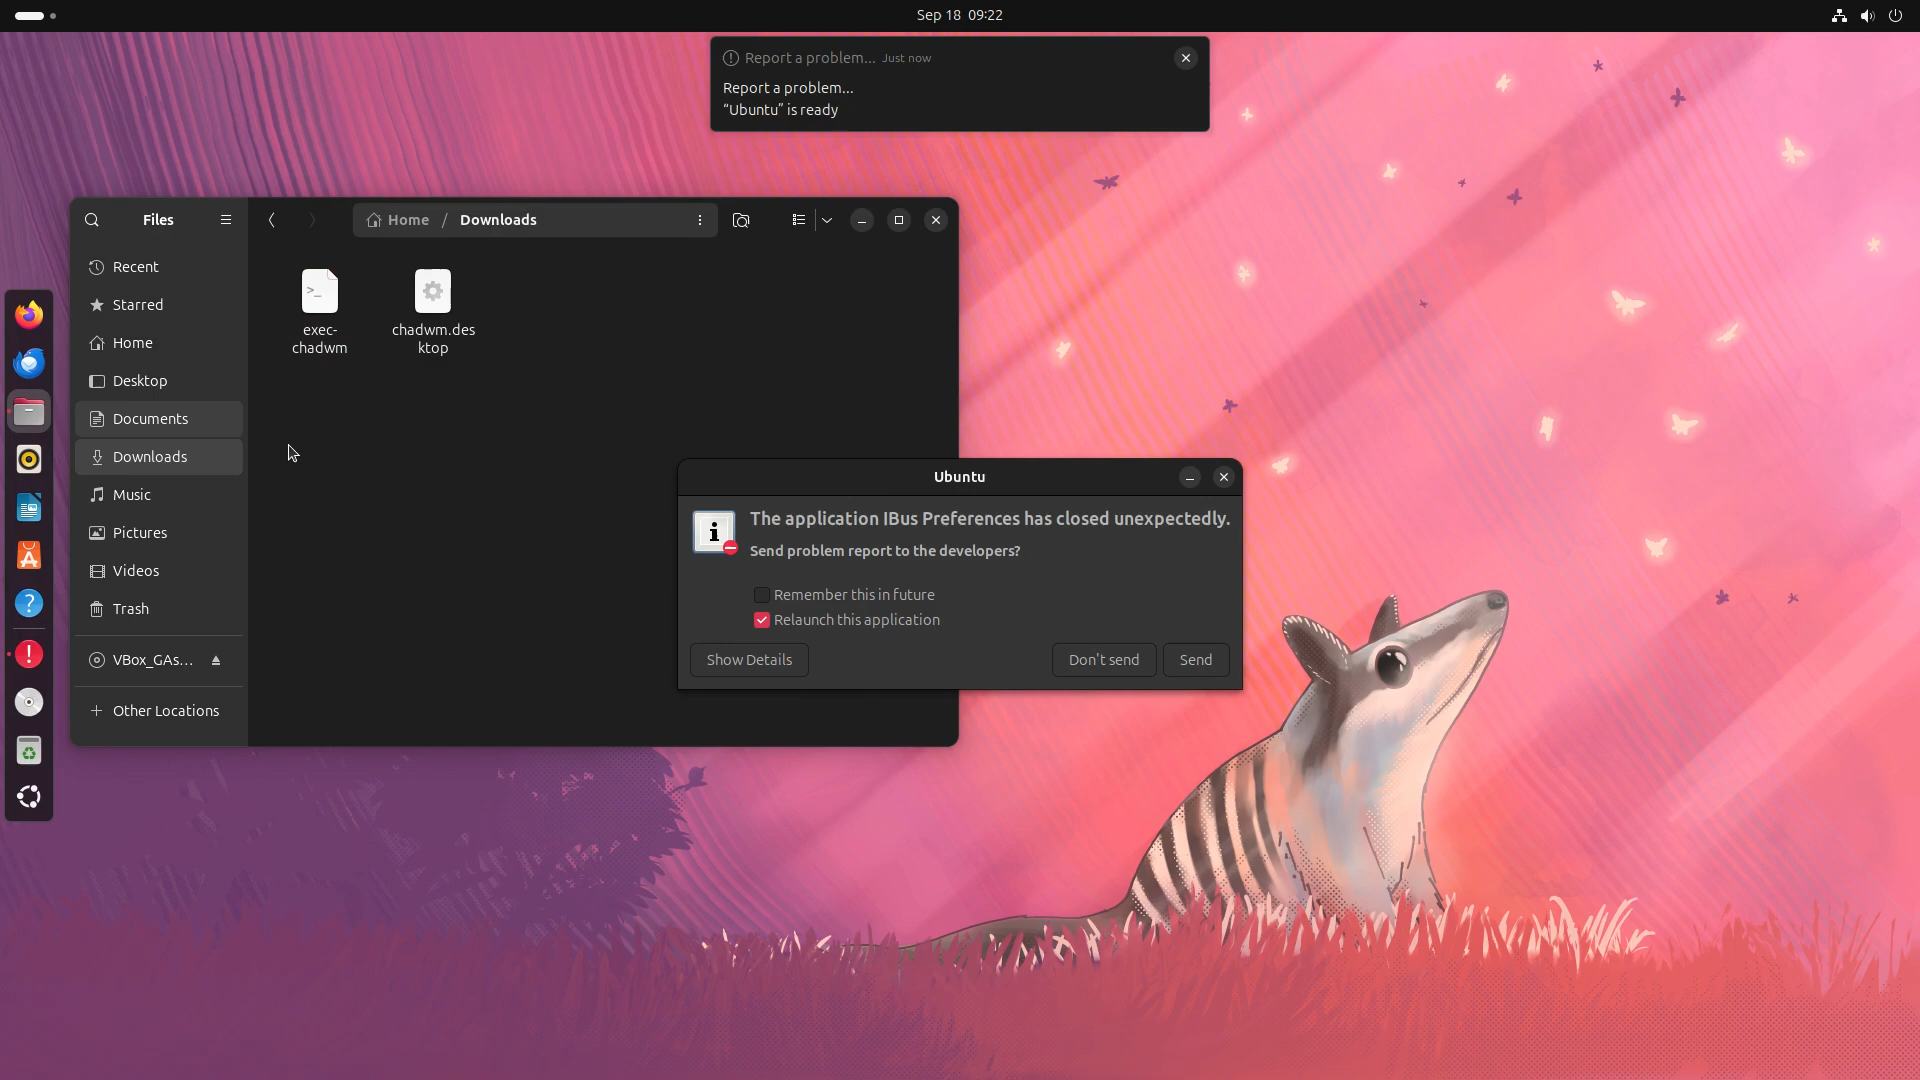 Sep 18 09:22
Report a problem... Just now
Report a problem...
“Ubuntu” is ready
Files
Home / Downloads
Recent
Starred
Home
Desktop
Documents
Downloads
Music
Pictures
Videos
Trash
VBox_GAs...
Other Locations
exec-
chadwm
chadwm.des
ktop
Ubuntu
The application IBus Preferences has closed unexpectedly.
Send problem report to the developers?
Remember this in future
Relaunch this application
Show Details
Don't send
Send